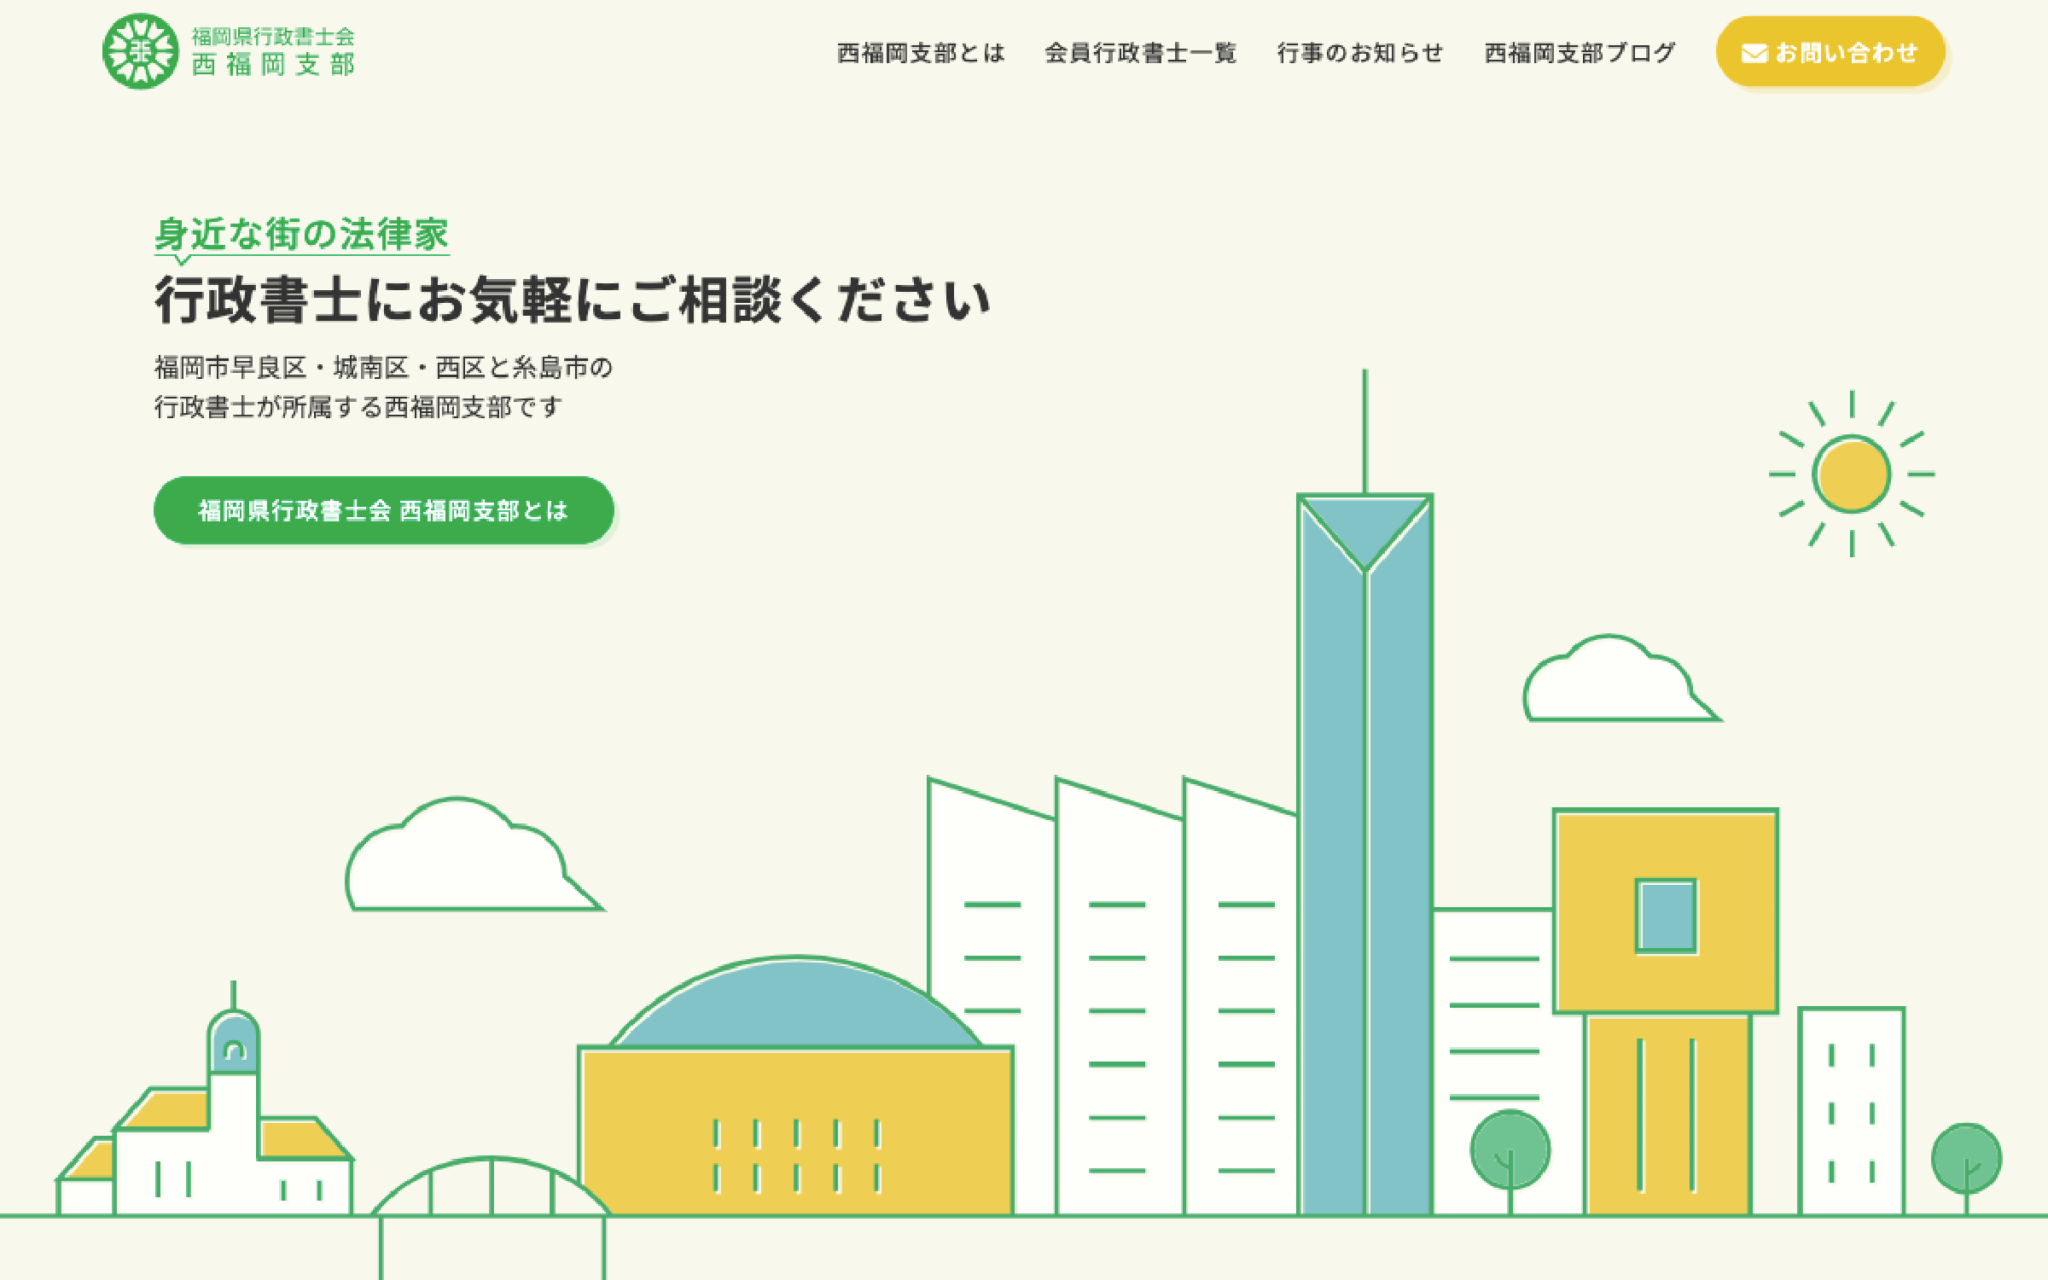 福岡県行政書士会
西福岡支部
西福岡支部とは
会員行政書士一覧
行事のお知らせ
西福岡支部ブログ
お問い合わせ
身近な街の法律家
行政書士にお気軽にご相談ください
福岡市早良区・城南区・西区と糸島市の
行政書士が所属する西福岡支部です
福岡県行政書士会 西福岡支部とは